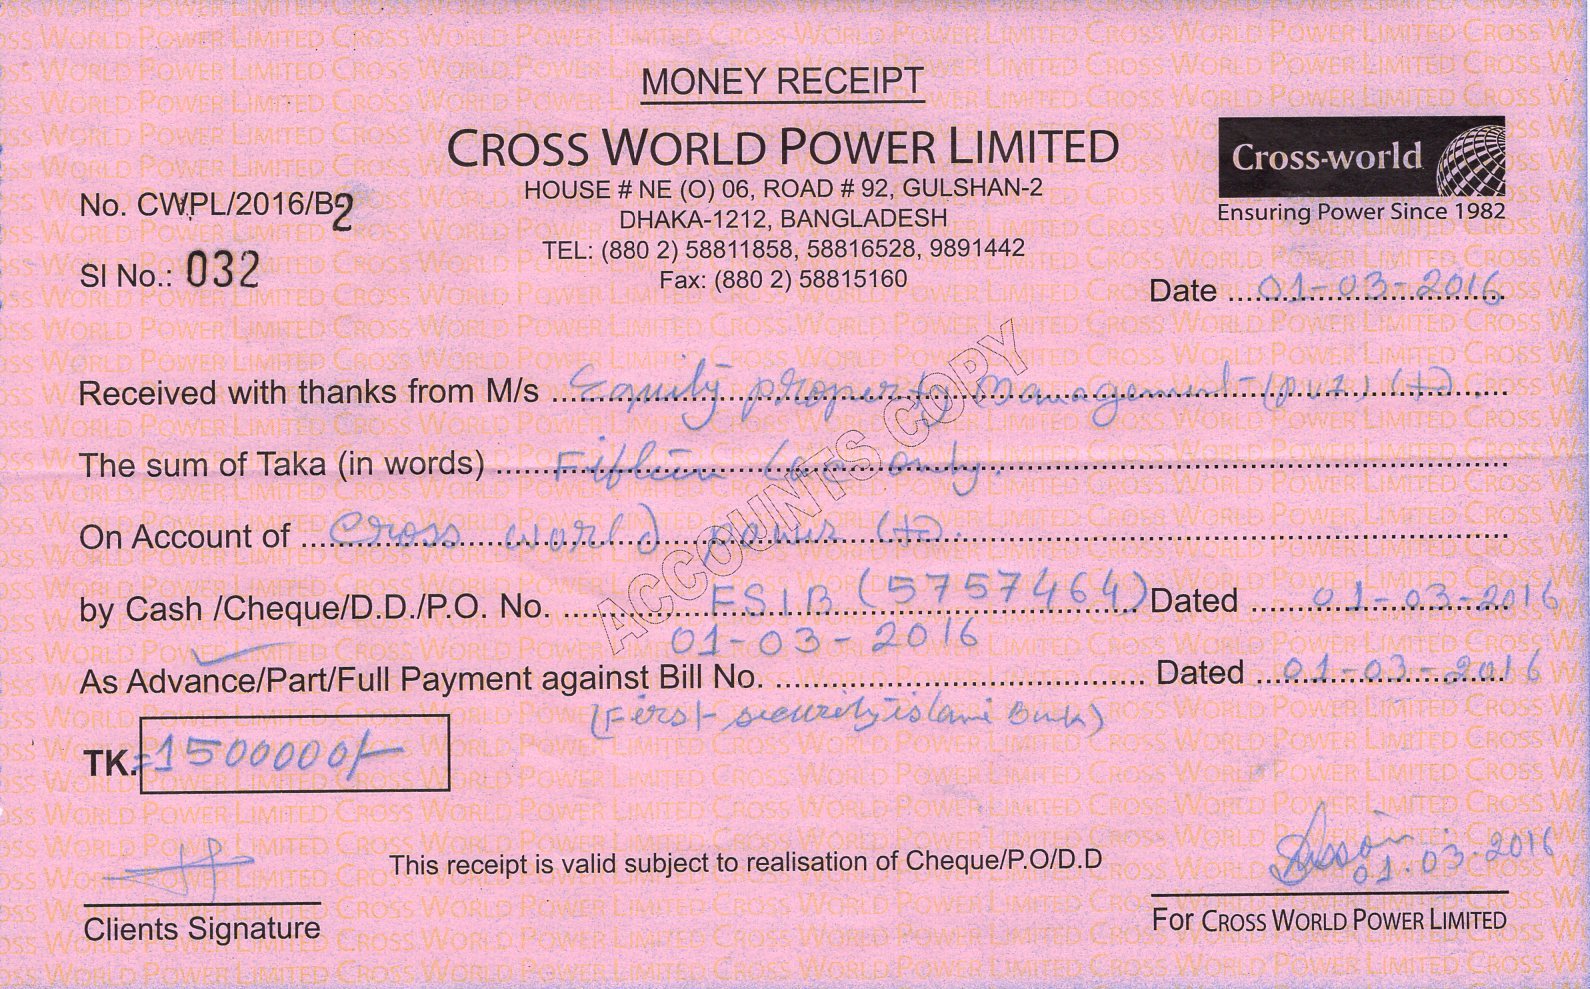 MONEY RECEIPT
CROSS WORLD POWER LIMITED
HOUSE # NE (O) 06, ROAD # 92, GULSHAN-2
DHAKA-1212, BANGLADESH
TEL: (880 2) 58811858, 58816528, 9891442
Fax: (880 2) 58815160
Cross-world
Ensuring Power Since 1982
No. CWPL/2016/B2
Sl No.: 032
Date 01-03-2016
Received with thanks from M/s Equity property Management (pvt) Ltd.
The sum of Taka (in words) Fifteen Lac only.
On Account of Cross world power Ltd.
by Cash /Cheque/D.D./P.O. No. FSIB (5757464) Dated 01-03-2016
01-03-2016
As Advance/Part/Full Payment against Bill No. Dated 01-03-2016
(First security islami Bank)
TK. =1500000/-
ACCOUNTS COPY
This receipt is valid subject to realisation of Cheque/P.O/D.D
01.03.2016
Clients Signature
For CROSS WORLD POWER LIMITED